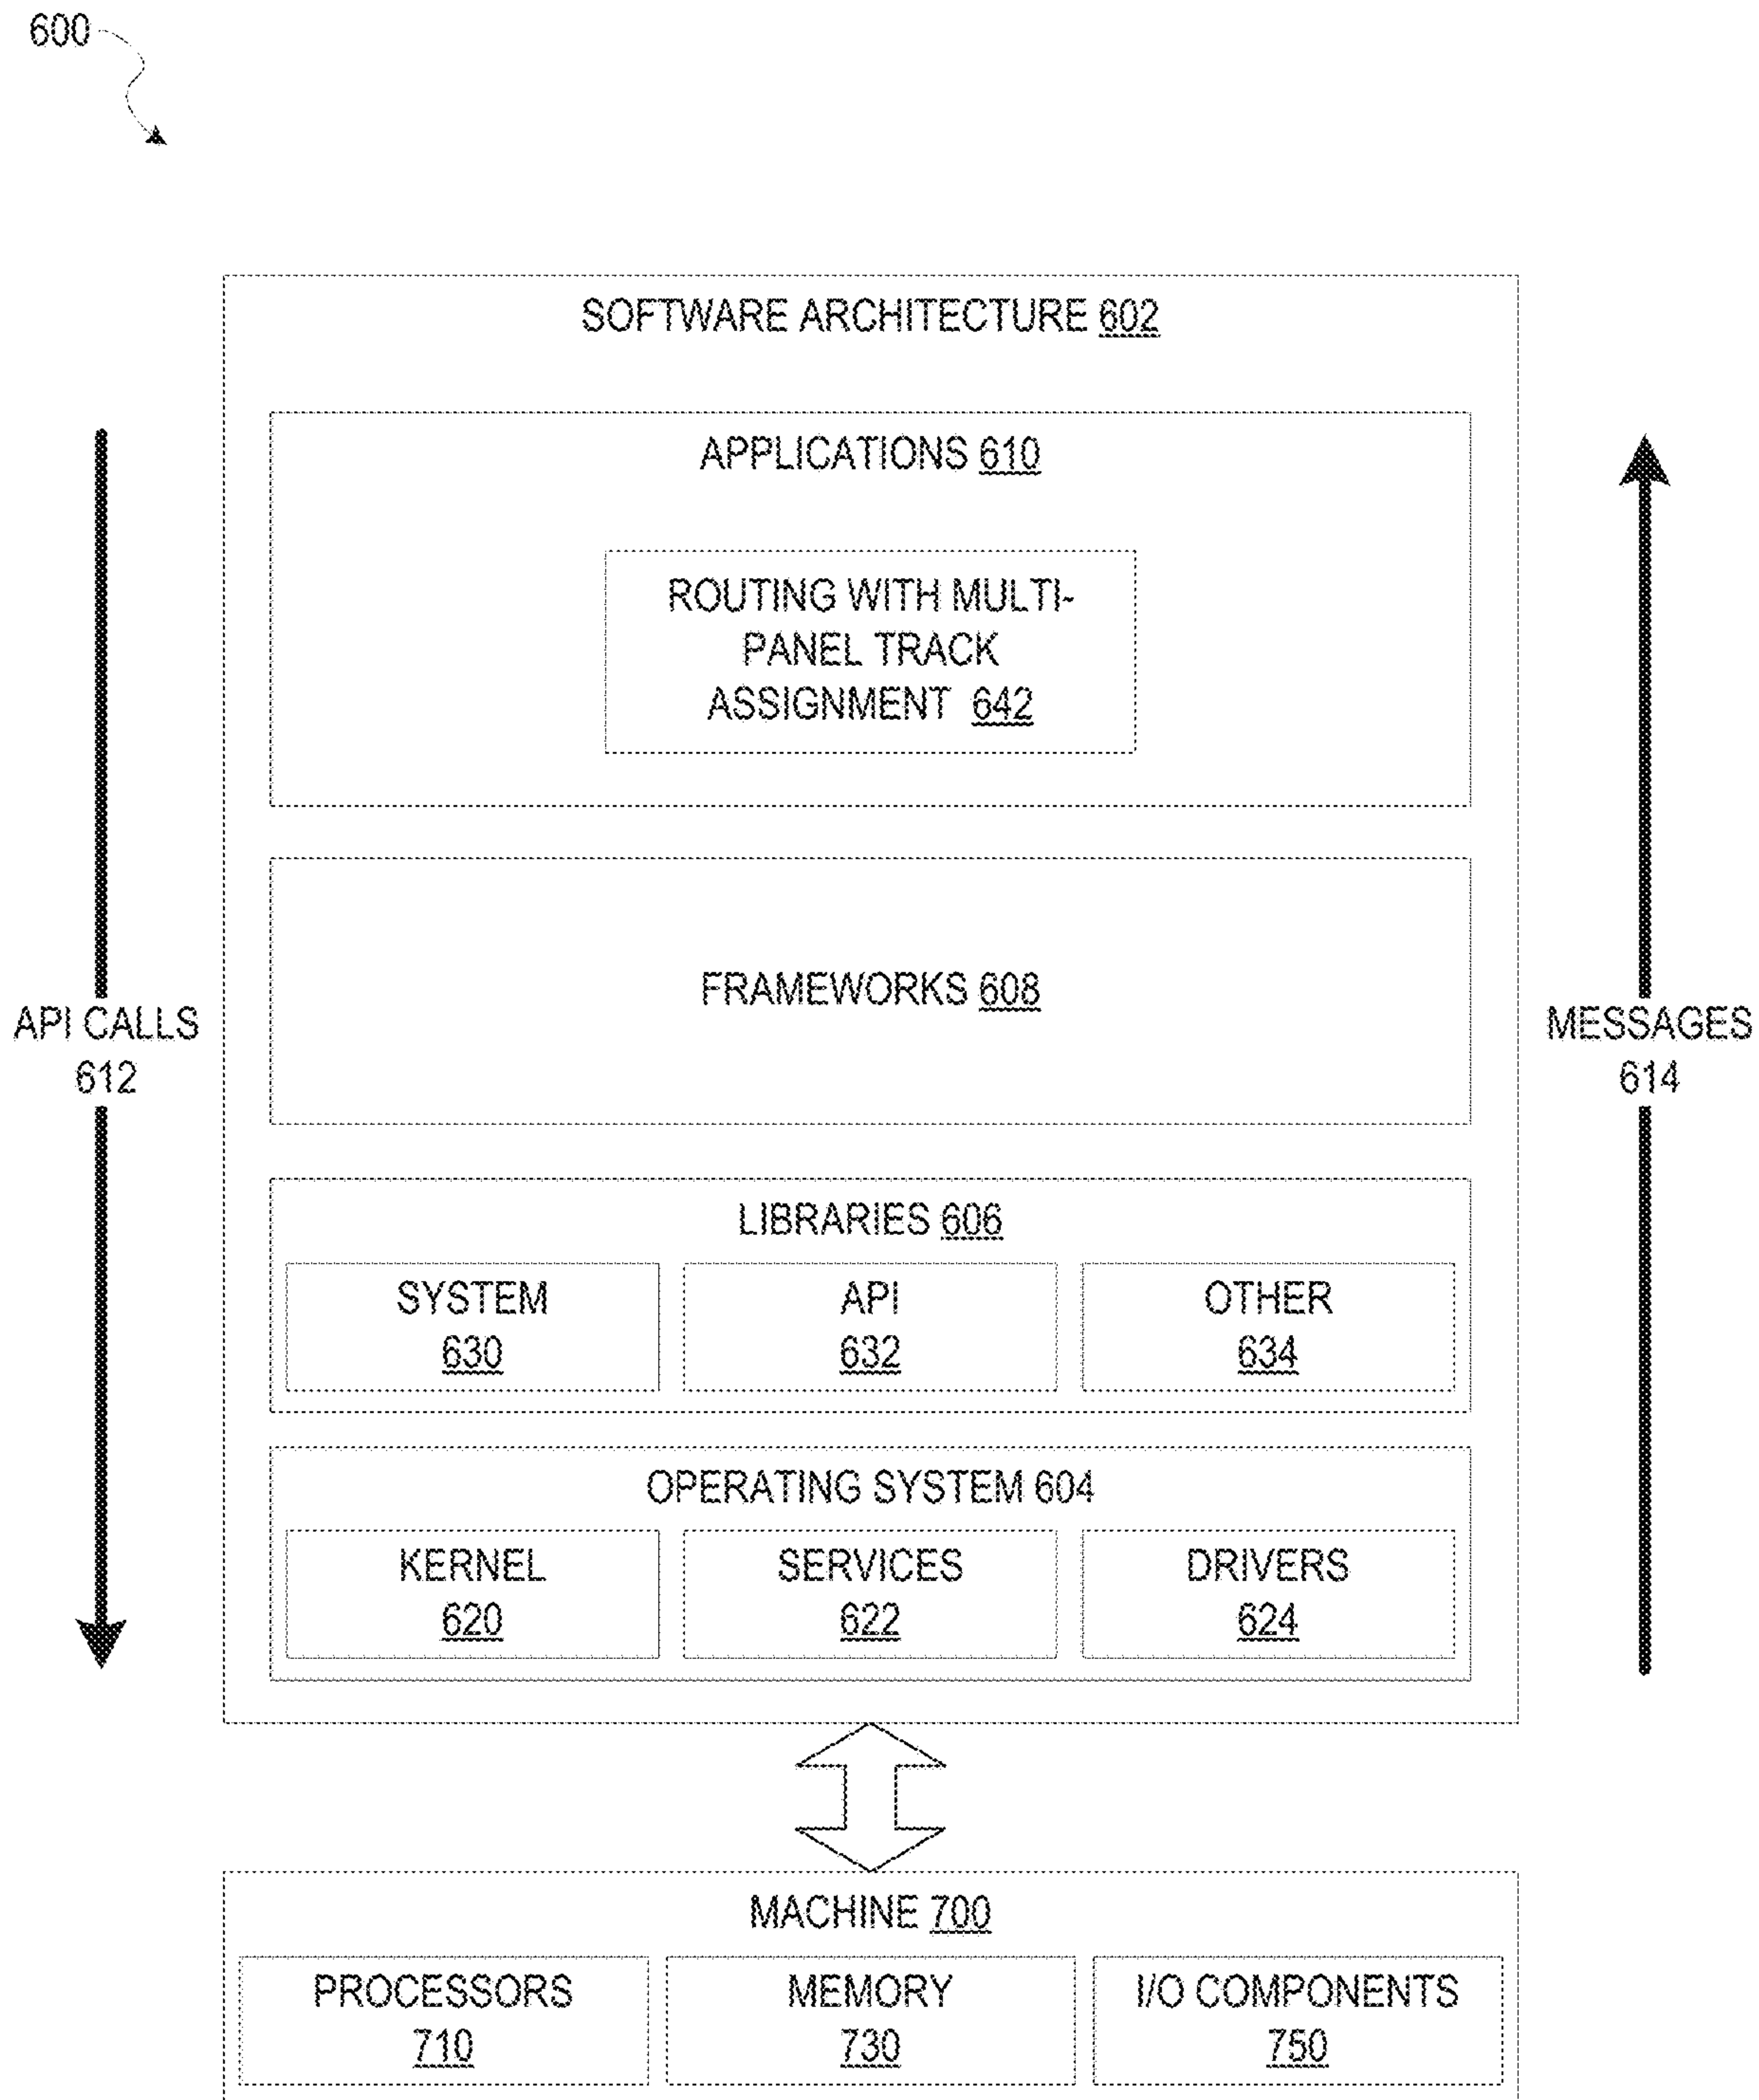 600
SOFTWARE ARCHITECTURE 602
APPLICATIONS 610
ROUTING WITH MULTI-
PANEL TRACK
ASSIGNMENT 642
FRAMEWORKS 608
API CALLS
612
MESSAGES
614
LIBRARIES 606
SYSTEM
630
API
632
OTHER
634
OPERATING SYSTEM 604
KERNEL
620
SERVICES
622
DRIVERS
624
MACHINE 700
PROCESSORS
710
MEMORY
730
I/O COMPONENTS
750